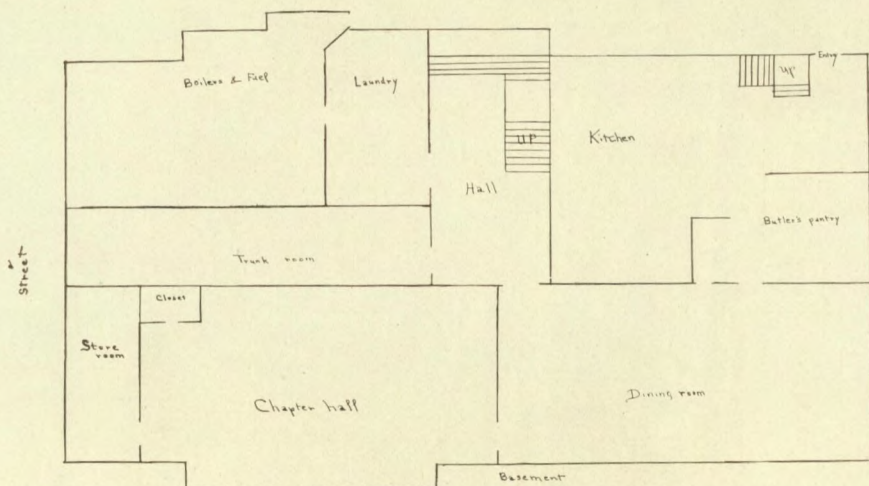 Entry
UP
Boilers & Fuel
Laundry
UP
Kitchen
Hall
Butler's pantry
Trunk room
Street
Closet
Store
room
Chapter hall
Dining room
Basement